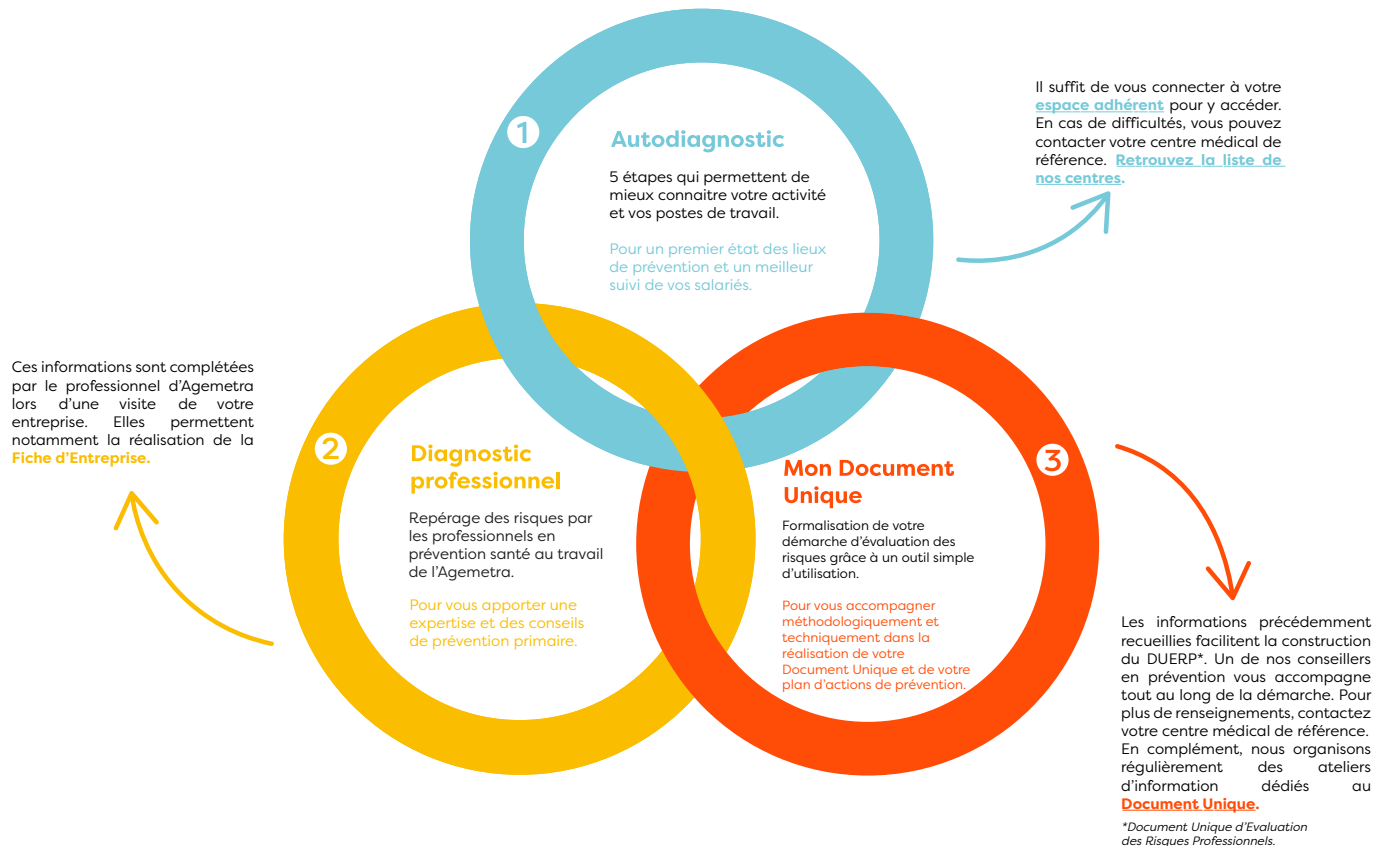 1
Autodiagnostic
5 étapes qui permettent de
mieux connaitre votre activité
et vos postes de travail.
Pour un premier état des lieux
de prévention et un meilleur
suivi de vos salariés.
Il suffit de vous connecter à votre
espace adhérent pour y accéder.
En cas de difficultés, vous pouvez
contacter votre centre médical de
référence. Retrouvez la liste de
nos centres.
Ces informations sont complétées
par le professionnel d'Agemetra
lors d'une visite de votre
entreprise. Elles permettent
notamment la réalisation de la
Fiche d'Entreprise.
2
Diagnostic
professionnel
Repérage des risques par
les professionnels en
prévention santé au travail
de l'Agemetra.
Pour vous apporter une
expertise et des conseils
de prévention primaire.
3
Mon Document
Unique
Formalisation de votre
démarche d'évaluation des
risques grâce à un outil simple
d'utilisation.
Pour vous accompagner
méthodologiquement et
techniquement dans la
réalisation de votre
Document Unique et de votre
plan d'actions de prévention.
Les informations précédemment
recueillies facilitent la construction
du DUERP*. Un de nos conseillers
en prévention vous accompagne
tout au long de la démarche. Pour
plus de renseignements, contactez
votre centre médical de référence.
En complément, nous organisons
régulièrement des ateliers
d'information dédiés au
Document Unique.
*Document Unique d'Evaluation
des Risques Professionnels.